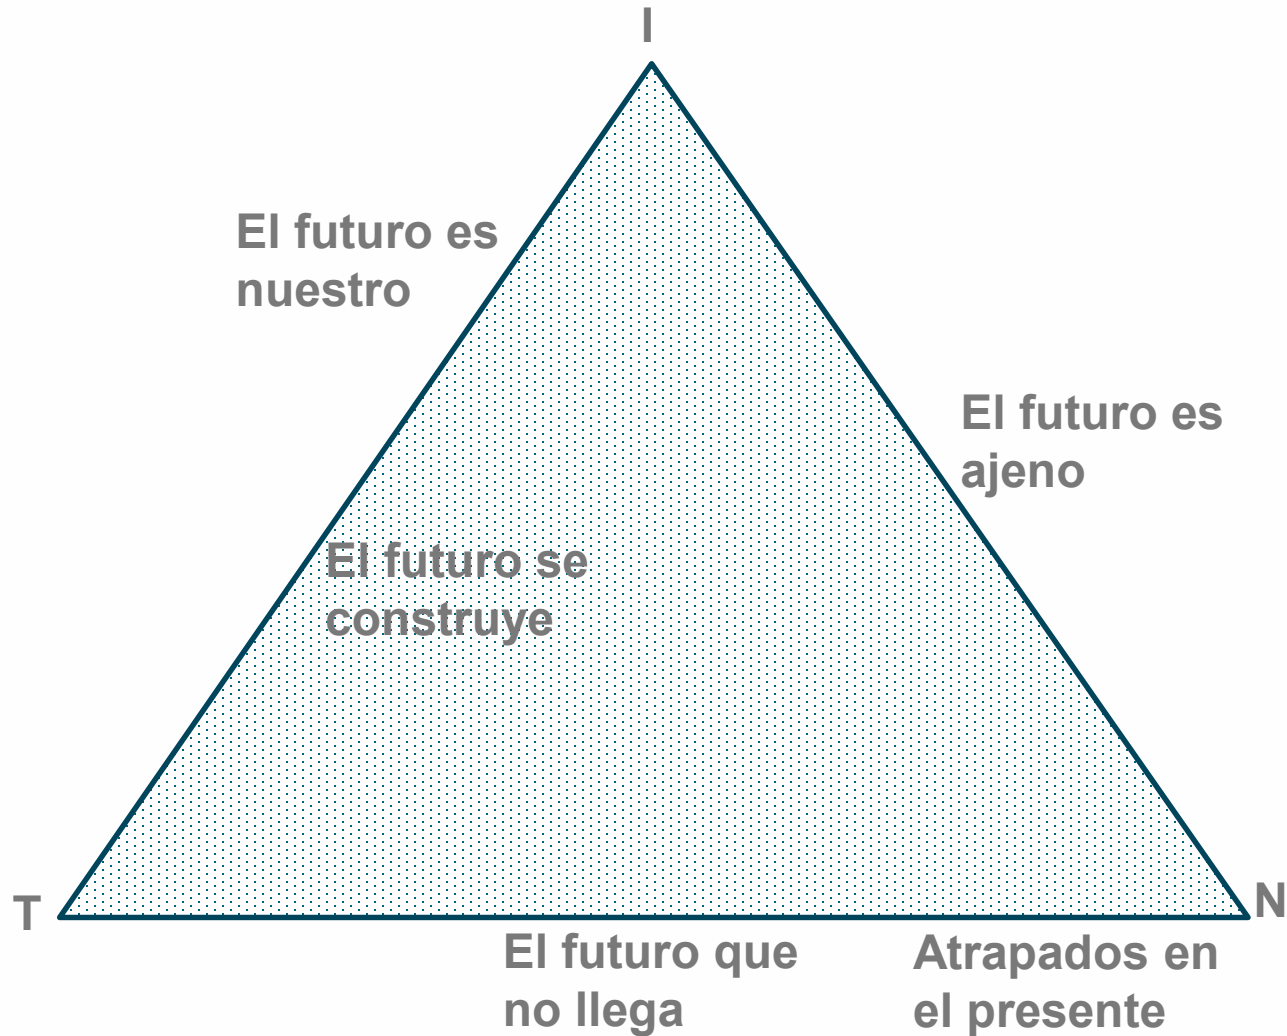 I
El futuro es
nuestro
El futuro es
ajeno
El futuro se
construye
T
N
El futuro que
no llega
Atrapados en
el presente